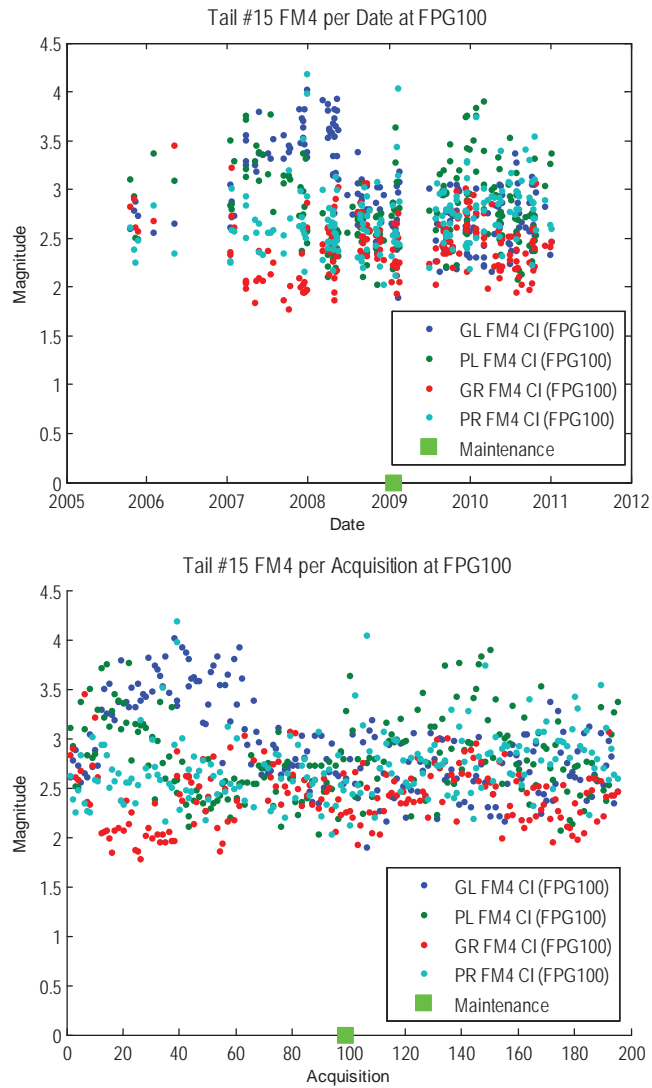 Tail #15 FM4 per Date at FPG100
4.5
4
3.5
3
2.5
2
1.5
1
0.5
0
Magnitude
GL FM4 CI (FPG100)
PL FM4 CI (FPG100)
GR FM4 CI (FPG100)
PR FM4 CI (FPG100)
Maintenance
2005 2006 2007 2008 2009 2010 2011 2012
Date
Tail #15 FM4 per Acquisition at FPG100
4.5
4
3.5
3
2.5
2
1.5
1
0.5
0
Magnitude
GL FM4 CI (FPG100)
PL FM4 CI (FPG100)
GR FM4 CI (FPG100)
PR FM4 CI (FPG100)
Maintenance
0 20 40 60 80 100 120 140 160 180 200
Acquisition